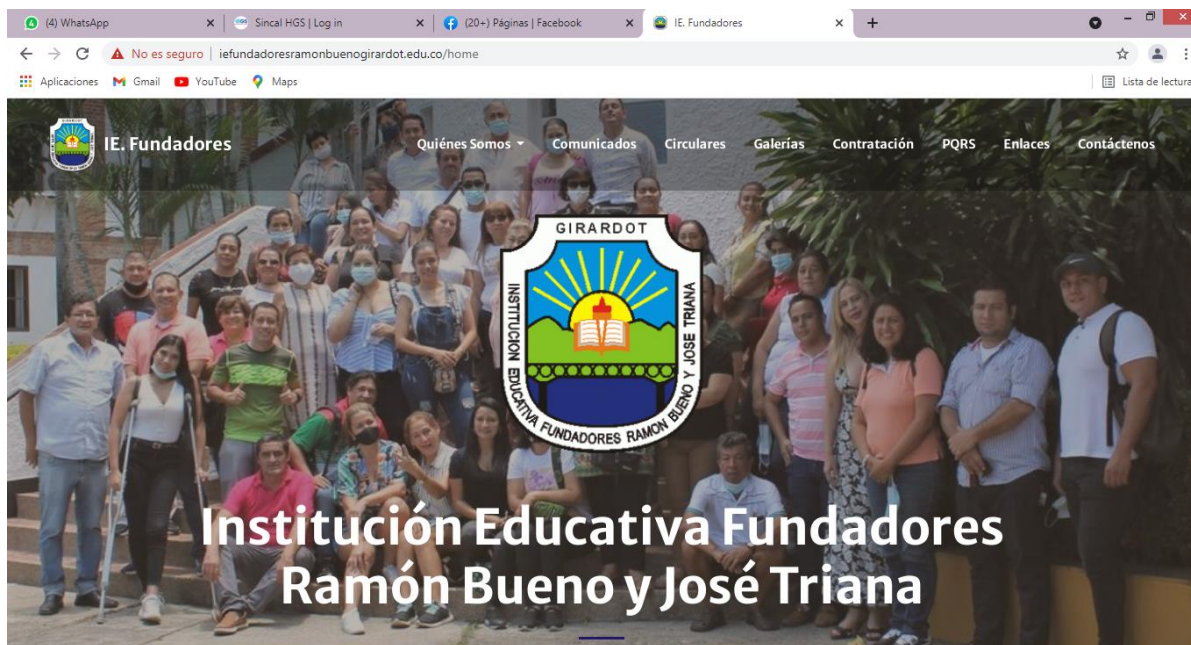 (4) WhatsApp
Sincal HGS | Log in
(20+) Páginas | Facebook
IE. Fundadores
No es seguro | iefundadoresramonbuenogirardot.edu.co/home
Aplicaciones
Gmail
YouTube
Maps
Lista de lectura
IE. Fundadores
Quiénes Somos
Comunicados
Circulares
Galerías
Contratación
PQRS
Enlaces
Contáctenos
GIRARDOT
INSTITUCION EDUCATIVA FUNDADORES RAMON BUENO Y JOSE TRIANA
Institución Educativa Fundadores
Ramón Bueno y José Triana